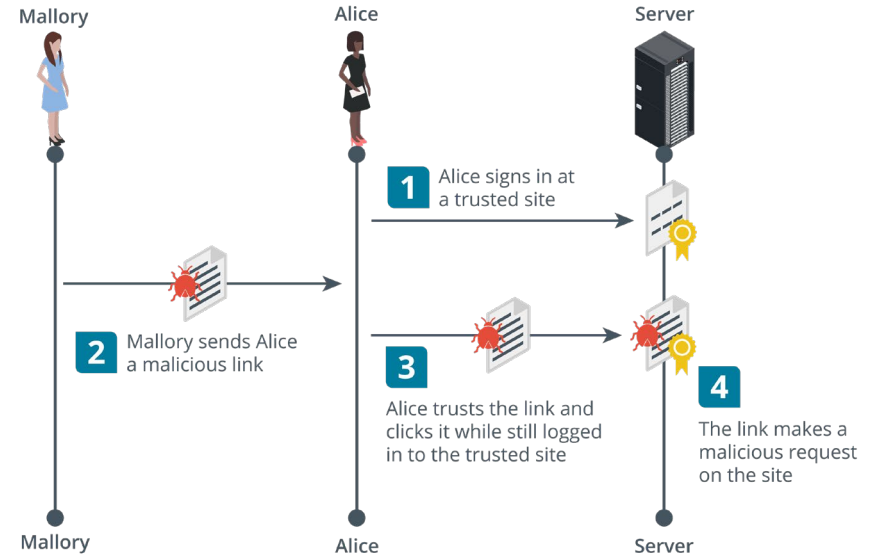 Mallory
Alice
Server
1
Alice signs in at
a trusted site
2
Mallory sends Alice
a malicious link
3
Alice trusts the link and
clicks it while still logged
in to the trusted site
4
The link makes a
malicious request
on the site
Mallory
Alice
Server